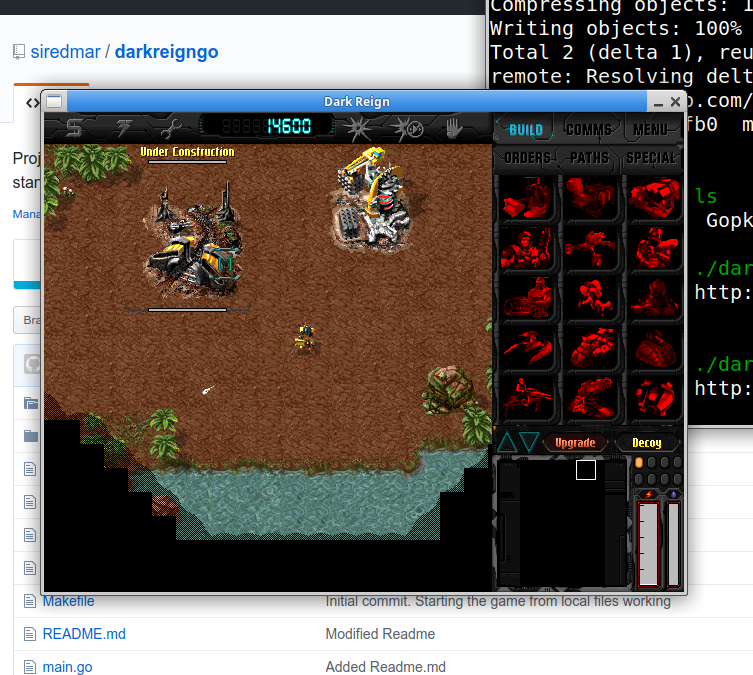 Compressing objects: 1
Writing objects: 100%
Total 2 (delta 1), reu
remote: Resolving delt
siredmar / darkreigngo
<>
Dark Reign
o.com/
14600
BUILD COMMS MENU
fb0 m
Proj
stan
Under Construction
ORDERS PATHS SPECIAL
ls
Mana
Gopk
./dar
http:
Bra
./dar
http:
Upgrade Decoy
Makefile Initial commit. Starting the game from local files working
README.md Modified Readme
main.go Added Readme.md